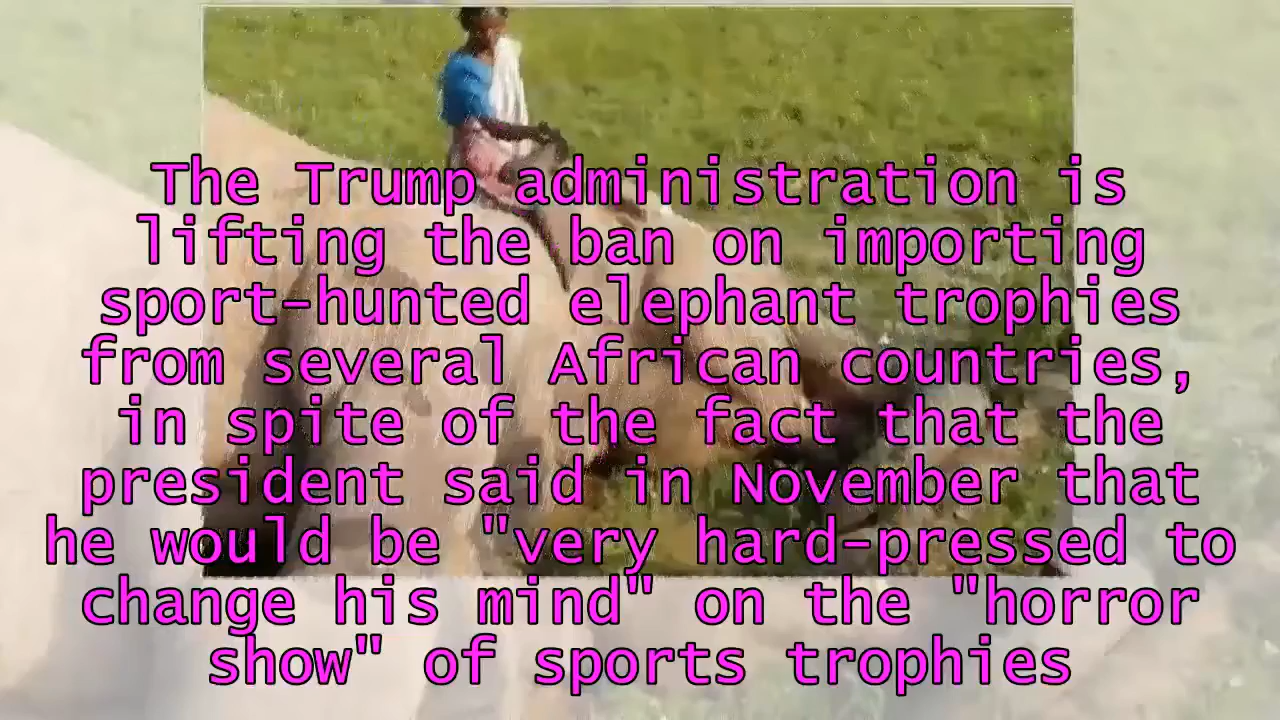 The Trump administration is
lifting the ban on importing
sport-hunted elephant trophies
from several African countries,
in spite of the fact that the
president said in November that
he would be "very hard-pressed to
change his mind" on the "horror
show" of sports trophies